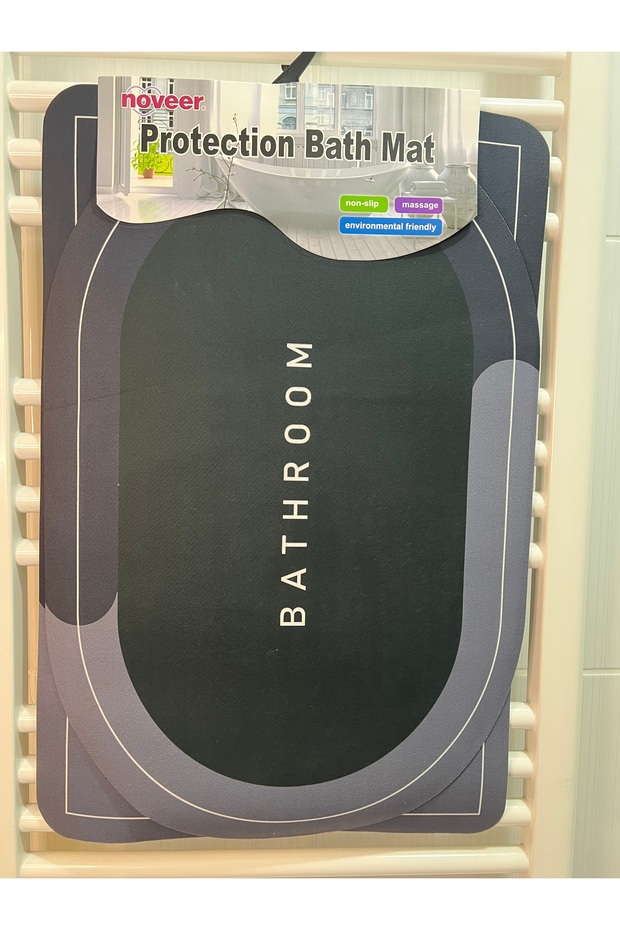 noveer
Protection Bath Mat
non-slip
massage
environmental friendly
BATHROOM